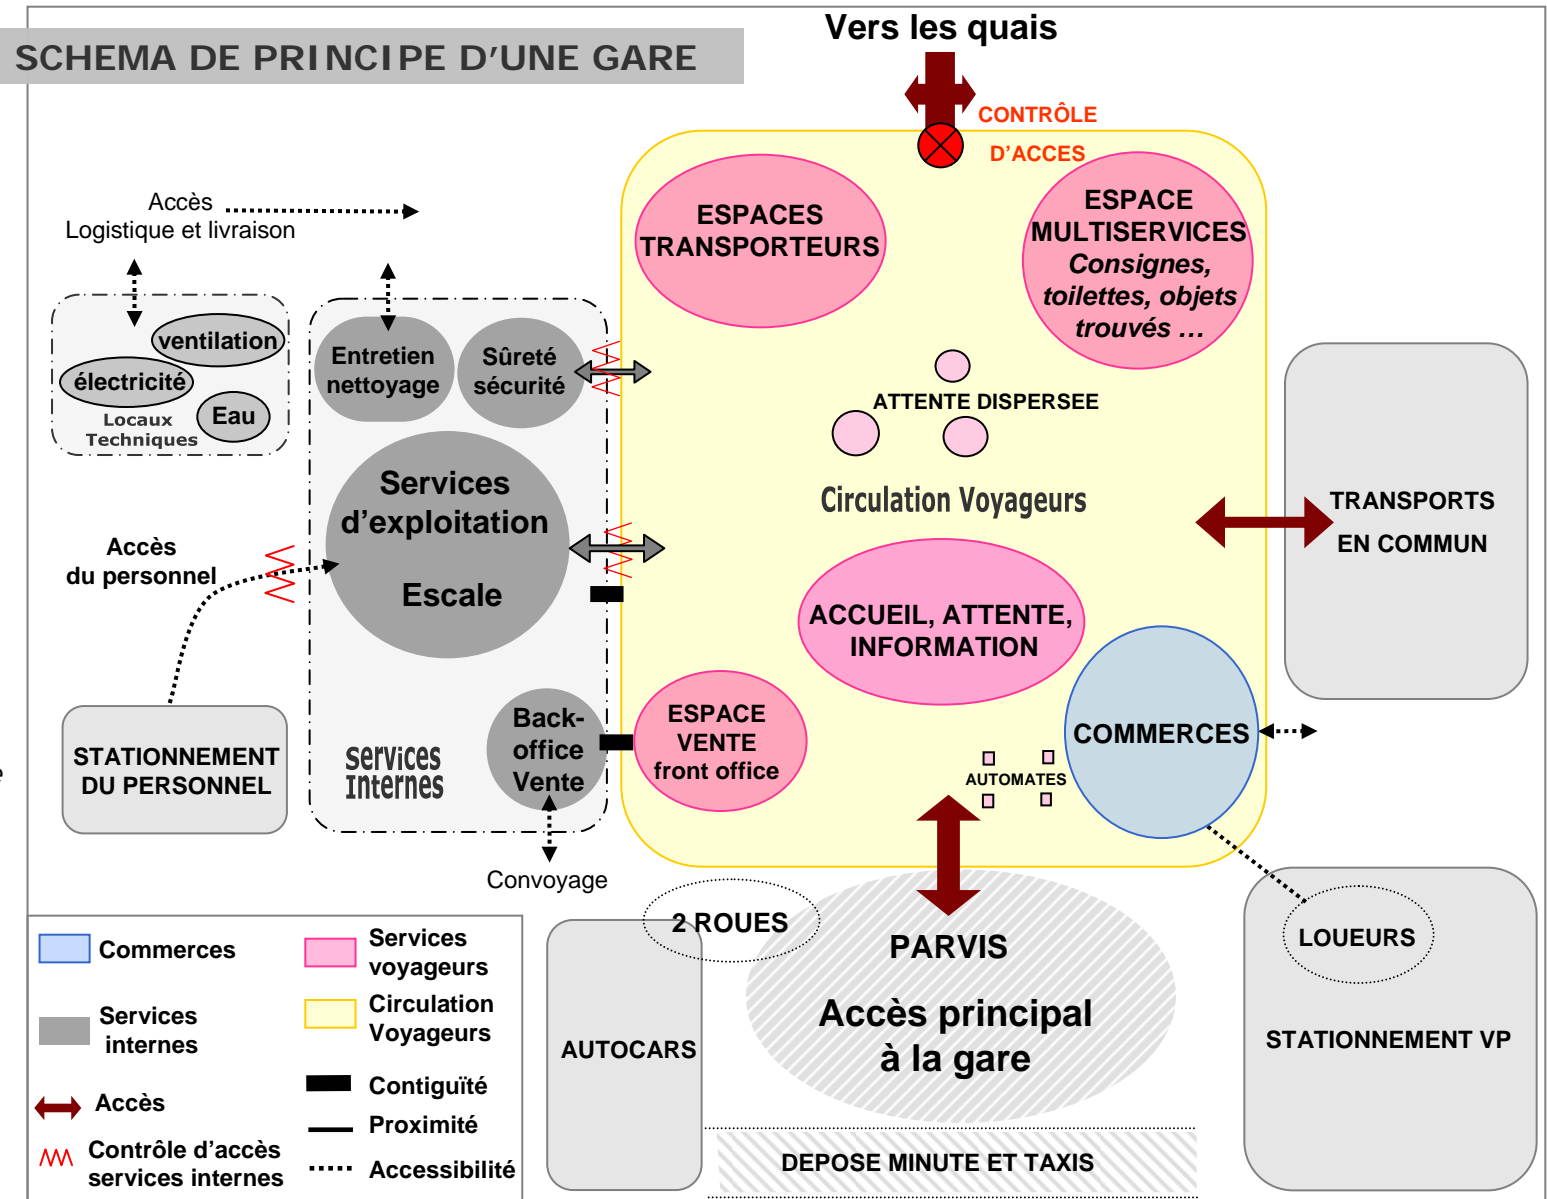 SCHEMA DE PRINCIPE D'UNE GARE
Vers les quais
CONTRÔLE
D'ACCES
Accès
Logistique et livraison
ESPACES
TRANSPORTEURS
ESPACE
MULTISERVICES
Consignes,
toilettes, objets
trouvés …
ventilation
électricité
Eau
Locaux
Techniques
Entretien
nettoyage
Sûreté
sécurité
ATTENTE DISPERSEE
Services
d'exploitation
Escale
Circulation Voyageurs
TRANSPORTS
EN COMMUN
Accès
du personnel
ACCUEIL, ATTENTE,
INFORMATION
STATIONNEMENT
DU PERSONNEL
e
Services
Internes
Back-
office
Vente
ESPACE
VENTE
front office
COMMERCES
AUTOMATES
Convoyage
2 ROUES
AUTOCARS
PARVIS
Accès principal
à la gare
LOUEURS
STATIONNEMENT VP
DEPOSE MINUTE ET TAXIS
Commerces
Services
voyageurs
Services
internes
Circulation
Voyageurs
Accès
Contiguïté
Proximité
Contrôle d'accès
services internes
Accessibilité